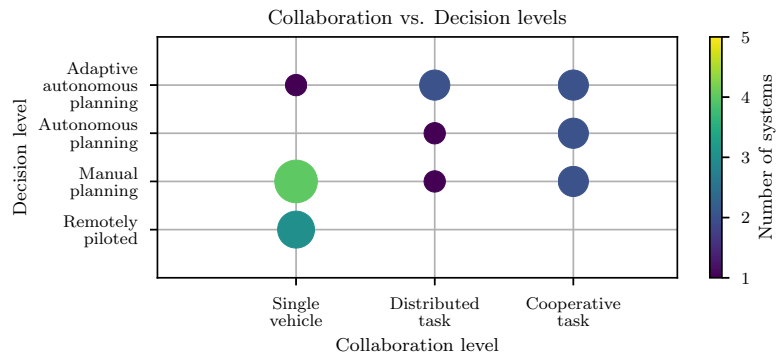 Collaboration vs. Decision levels
Decision level
Adaptive
autonomous
planning
Autonomous
planning
Manual
planning
Remotely
piloted
Single
vehicle
Distributed
task
Cooperative
task
Collaboration level
5
4
3
2
1
Number of systems